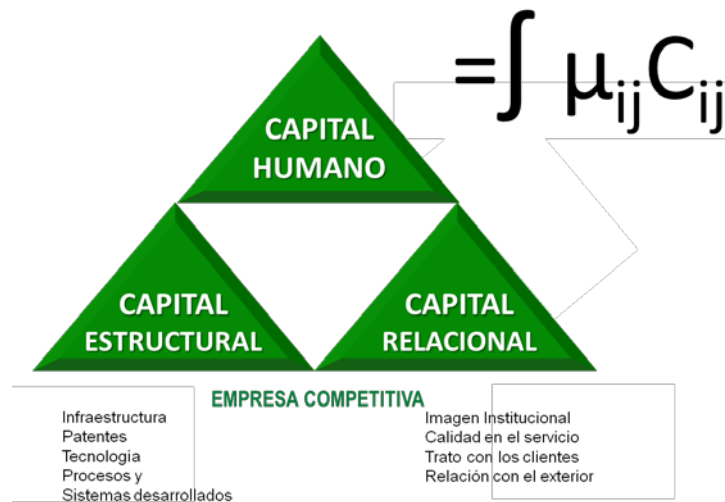 =∫ μijCij
CAPITAL
HUMANO
CAPITAL
ESTRUCTURAL
CAPITAL
RELACIONAL
EMPRESA COMPETITIVA
Infraestructura
Patentes
Tecnología
Procesos y
Sistemas desarrollados
Imagen Institucional
Calidad en el servicio
Trato con los clientes
Relación con el exterior